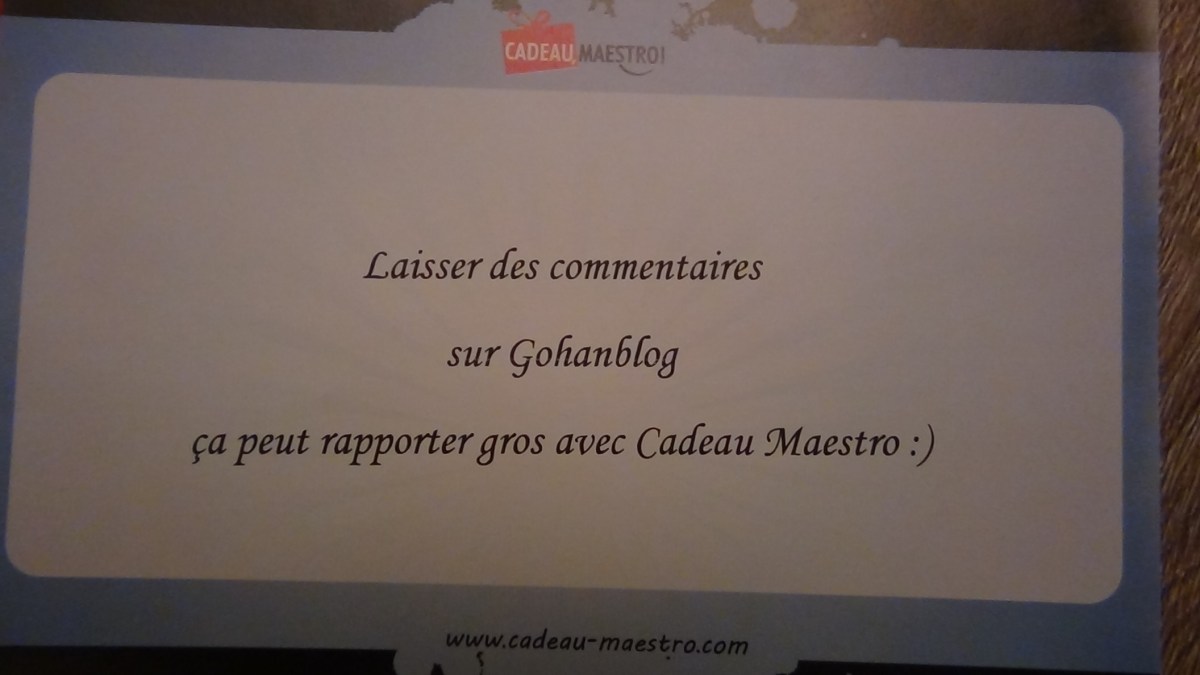 CADEAU MAESTRO!
Laisser des commentaires
sur Gohanblog
ça peut rapporter gros avec Cadeau Maestro :)
www.cadeau-maestro.com